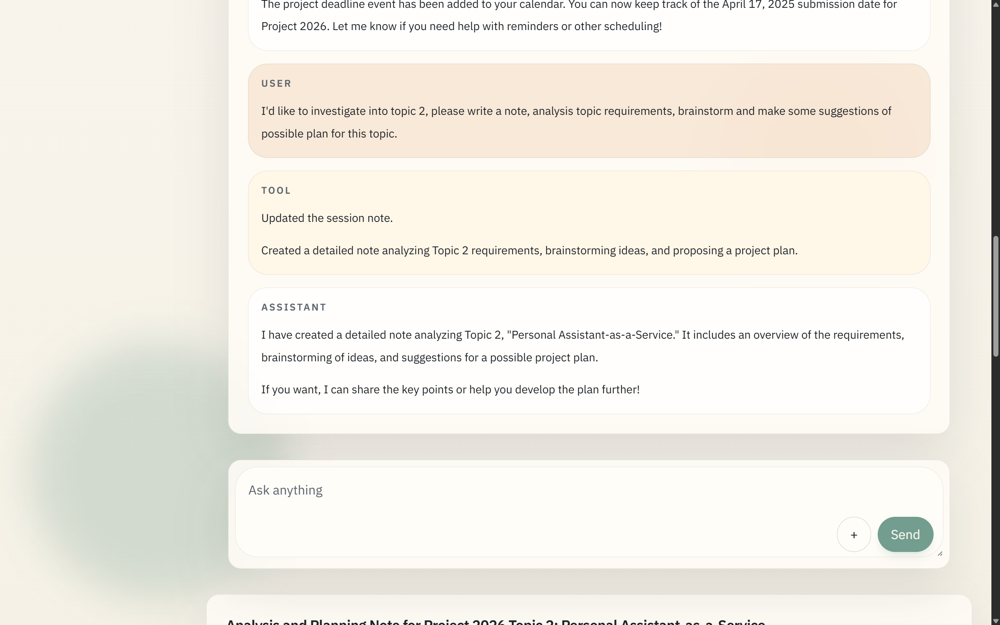 The project deadline event has been added to your calendar. You can now keep track of the April 17, 2025 submission date for
Project 2026. Let me know if you need help with reminders or other scheduling!
USER
I'd like to investigate into topic 2, please write a note, analysis topic requirements, brainstorm and make some suggestions of
possible plan for this topic.
TOOL
Updated the session note.
Created a detailed note analyzing Topic 2 requirements, brainstorming ideas, and proposing a project plan.
ASSISTANT
I have created a detailed note analyzing Topic 2, "Personal Assistant-as-a-Service." It includes an overview of the requirements,
brainstorming of ideas, and suggestions for a possible project plan.
If you want, I can share the key points or help you develop the plan further!
Ask anything
+
Send
Analysis and Planning Note for Project 2026 Topic 2: Personal Assistant-as-a-Service